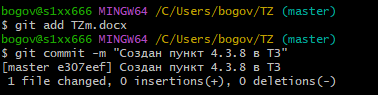 bogov@s1xx666 MINGW64 /C/Users/bogov/TZ (master)
$ git add TZm.docx
bogov@s1xx666 MINGW64 /C/Users/bogov/TZ (master)
$ git commit -m "Создан пункт 4.3.8 в ТЗ"
[master e307eef] Создан пункт 4.3.8 в ТЗ
 1 file changed, 0 insertions(+), 0 deletions(-)